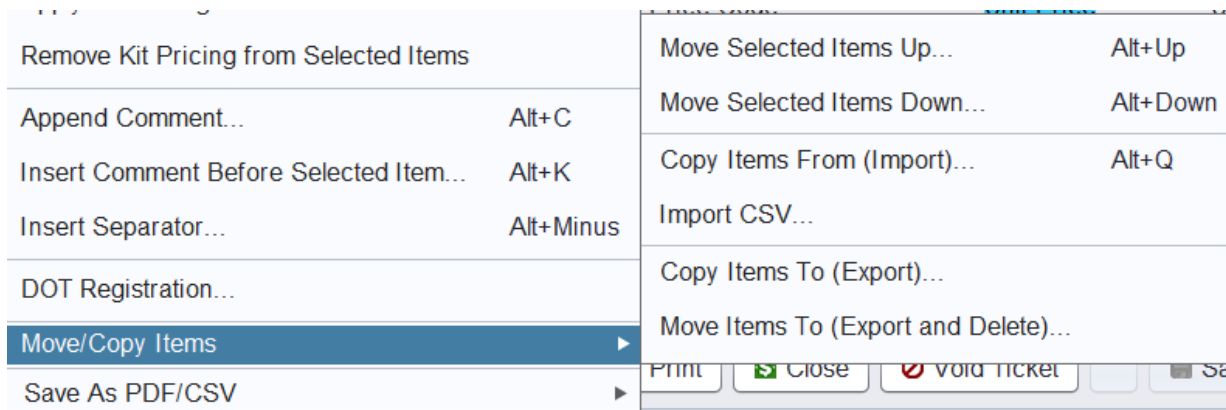 Remove Kit Pricing from Selected Items
Append Comment... Alt+C
Insert Comment Before Selected Item... Alt+K
Insert Separator... Alt+Minus
DOT Registration...
Move/Copy Items
Save As PDF/CSV
Move Selected Items Up... Alt+Up
Move Selected Items Down... Alt+Down
Copy Items From (Import)... Alt+Q
Import CSV...
Copy Items To (Export)...
Move Items To (Export and Delete)...
Print Close Void Ticket